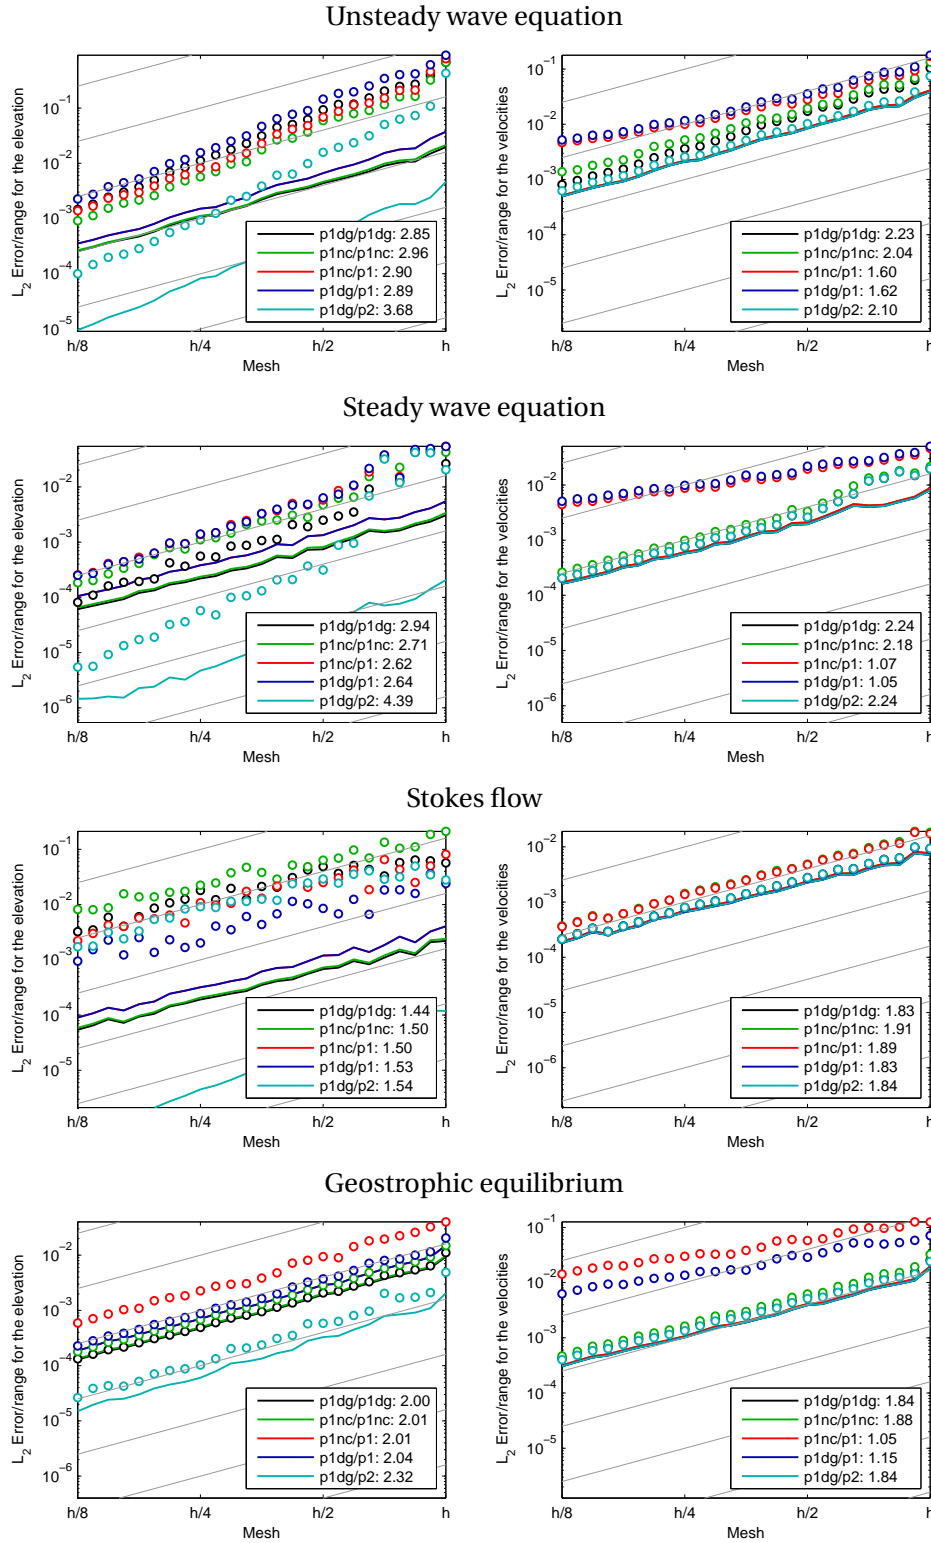 Unsteady wave equation
L2 Error/range for the elevation
10^−1
10^−2
10^−3
10^−4
10^−5
h/8 h/4 h/2 h
Mesh
p1dg/p1dg: 2.85
p1nc/p1nc: 2.96
p1nc/p1: 2.90
p1dg/p1: 2.89
p1dg/p2: 3.68
L2 Error/range for the velocities
10^−1
10^−2
10^−3
10^−4
10^−5
h/8 h/4 h/2 h
Mesh
p1dg/p1dg: 2.23
p1nc/p1nc: 2.04
p1nc/p1: 1.60
p1dg/p1: 1.62
p1dg/p2: 2.10
Steady wave equation
L2 Error/range for the elevation
10^−2
10^−3
10^−4
10^−5
10^−6
h/8 h/4 h/2 h
Mesh
p1dg/p1dg: 2.94
p1nc/p1nc: 2.71
p1nc/p1: 2.62
p1dg/p1: 2.64
p1dg/p2: 4.39
L2 Error/range for the velocities
10^−2
10^−3
10^−4
10^−5
10^−6
h/8 h/4 h/2 h
Mesh
p1dg/p1dg: 2.24
p1nc/p1nc: 2.18
p1nc/p1: 1.07
p1dg/p1: 1.05
p1dg/p2: 2.24
Stokes flow
L2 Error/range for the elevation
10^−1
10^−2
10^−3
10^−4
10^−5
h/8 h/4 h/2 h
Mesh
p1dg/p1dg: 1.44
p1nc/p1nc: 1.50
p1nc/p1: 1.50
p1dg/p1: 1.53
p1dg/p2: 1.54
L2 Error/range for the velocities
10^−2
10^−3
10^−4
10^−5
10^−6
h/8 h/4 h/2 h
Mesh
p1dg/p1dg: 1.83
p1nc/p1nc: 1.91
p1nc/p1: 1.89
p1dg/p1: 1.83
p1dg/p2: 1.84
Geostrophic equilibrium
L2 Error/range for the elevation
10^−2
10^−3
10^−4
10^−5
10^−6
h/8 h/4 h/2 h
Mesh
p1dg/p1dg: 2.00
p1nc/p1nc: 2.01
p1nc/p1: 2.01
p1dg/p1: 2.04
p1dg/p2: 2.32
L2 Error/range for the velocities
10^−1
10^−2
10^−3
10^−4
10^−5
h/8 h/4 h/2 h
Mesh
p1dg/p1dg: 1.84
p1nc/p1nc: 1.88
p1nc/p1: 1.05
p1dg/p1: 1.15
p1dg/p2: 1.84